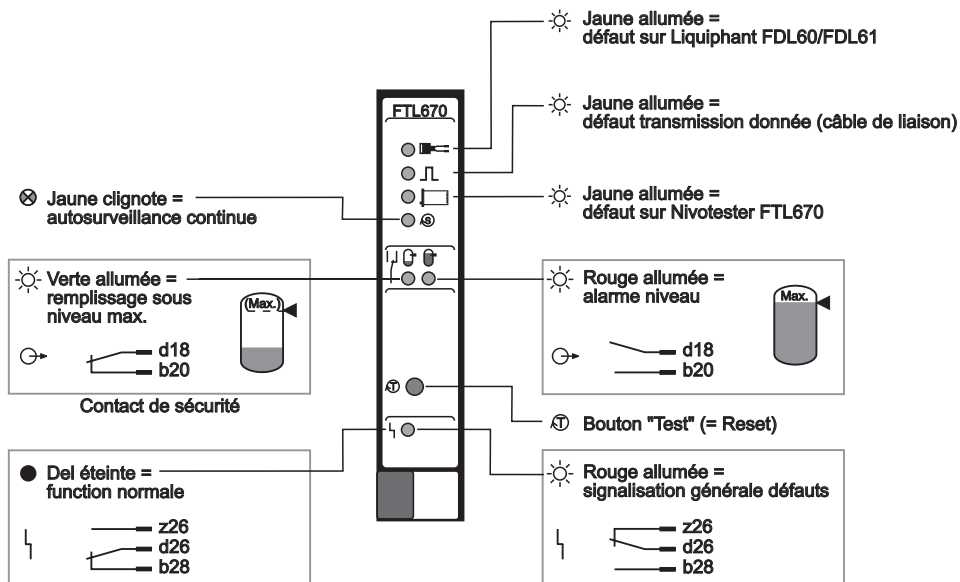 Jaune allumée =
défaut sur Liquiphant FDL60/FDL61
Jaune allumée =
défaut transmission donnée (câble de liaison)
FTL670
Jaune clignote =
autosurveillance continue
S
Jaune allumée =
défaut sur Nivotester FTL670
Verte allumée =
remplissage sous
niveau max.
(Max.)
d18
b20
Contact de sécurité
Rouge allumée =
alarme niveau
Max.
d18
b20
T
T Bouton "Test" (= Reset)
Del éteinte =
function normale
z26
d26
b28
Rouge allumée =
signalisation générale défauts
z26
d26
b28